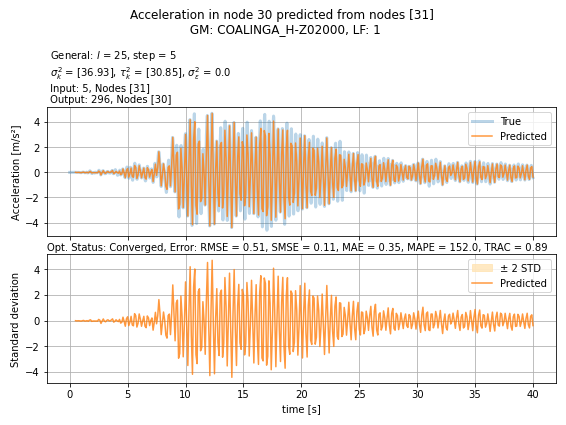 Acceleration in node 30 predicted from nodes [31]
GM: COALINGA_H-Z02000, LF: 1
General: l = 25, step = 5
σ²ₖ = [36.93], τ²ₖ = [30.85], σ²ε = 0.0
Input: 5, Nodes [31]
Output: 296, Nodes [30]
True
Predicted
Acceleration [m/s²]
4
2
0
−2
−4
Opt. Status: Converged, Error: RMSE = 0.51, SMSE = 0.11, MAE = 0.35, MAPE = 152.0, TRAC = 0.89
± 2 STD
Predicted
Standard deviation
4
2
0
−2
−4
0 5 10 15 20 25 30 35 40
time [s]